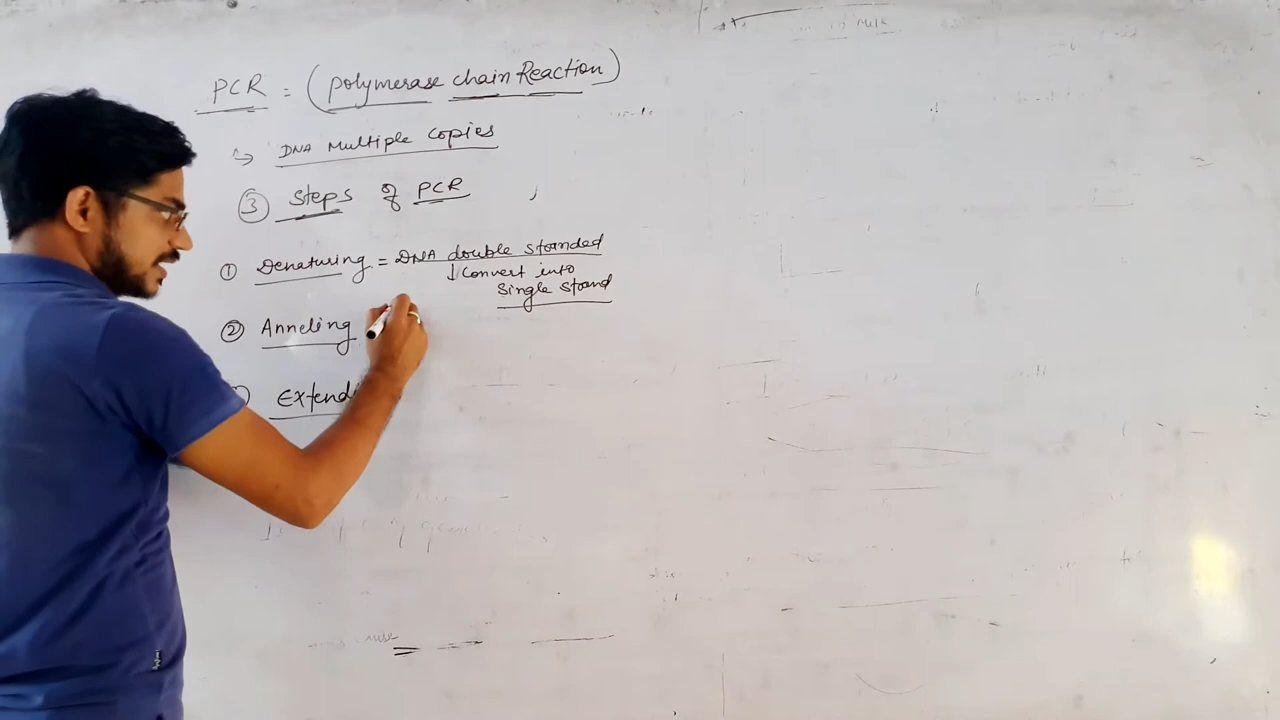 PCR = (polymerase chain Reaction)
↳ DNA Multiple Copies
③ Steps of PCR
① Denaturing = DNA double stranded
↓ Convert into
Single strand
② Anneling
Extend